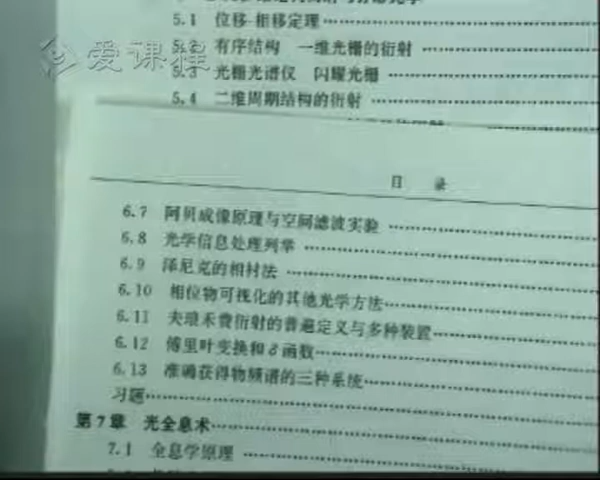 爱课程
5.1 位移-相移定理
5.2 有序结构 一维光栅的衍射
5.3 光栅光谱仪 闪耀光栅
5.4 二维周期结构的衍射
目 录
6.7 阿贝成像原理与空间滤波实验
6.8 光学信息处理列举
6.9 泽尼克的相衬法
6.10 相位物可视化的其他光学方法
6.11 夫琅禾费衍射的普遍定义与多种装置
6.12 傅里叶变换和δ函数
6.13 准确获得物频谱的三种系统
习题
第7章 光全息术
7.1 全息学原理